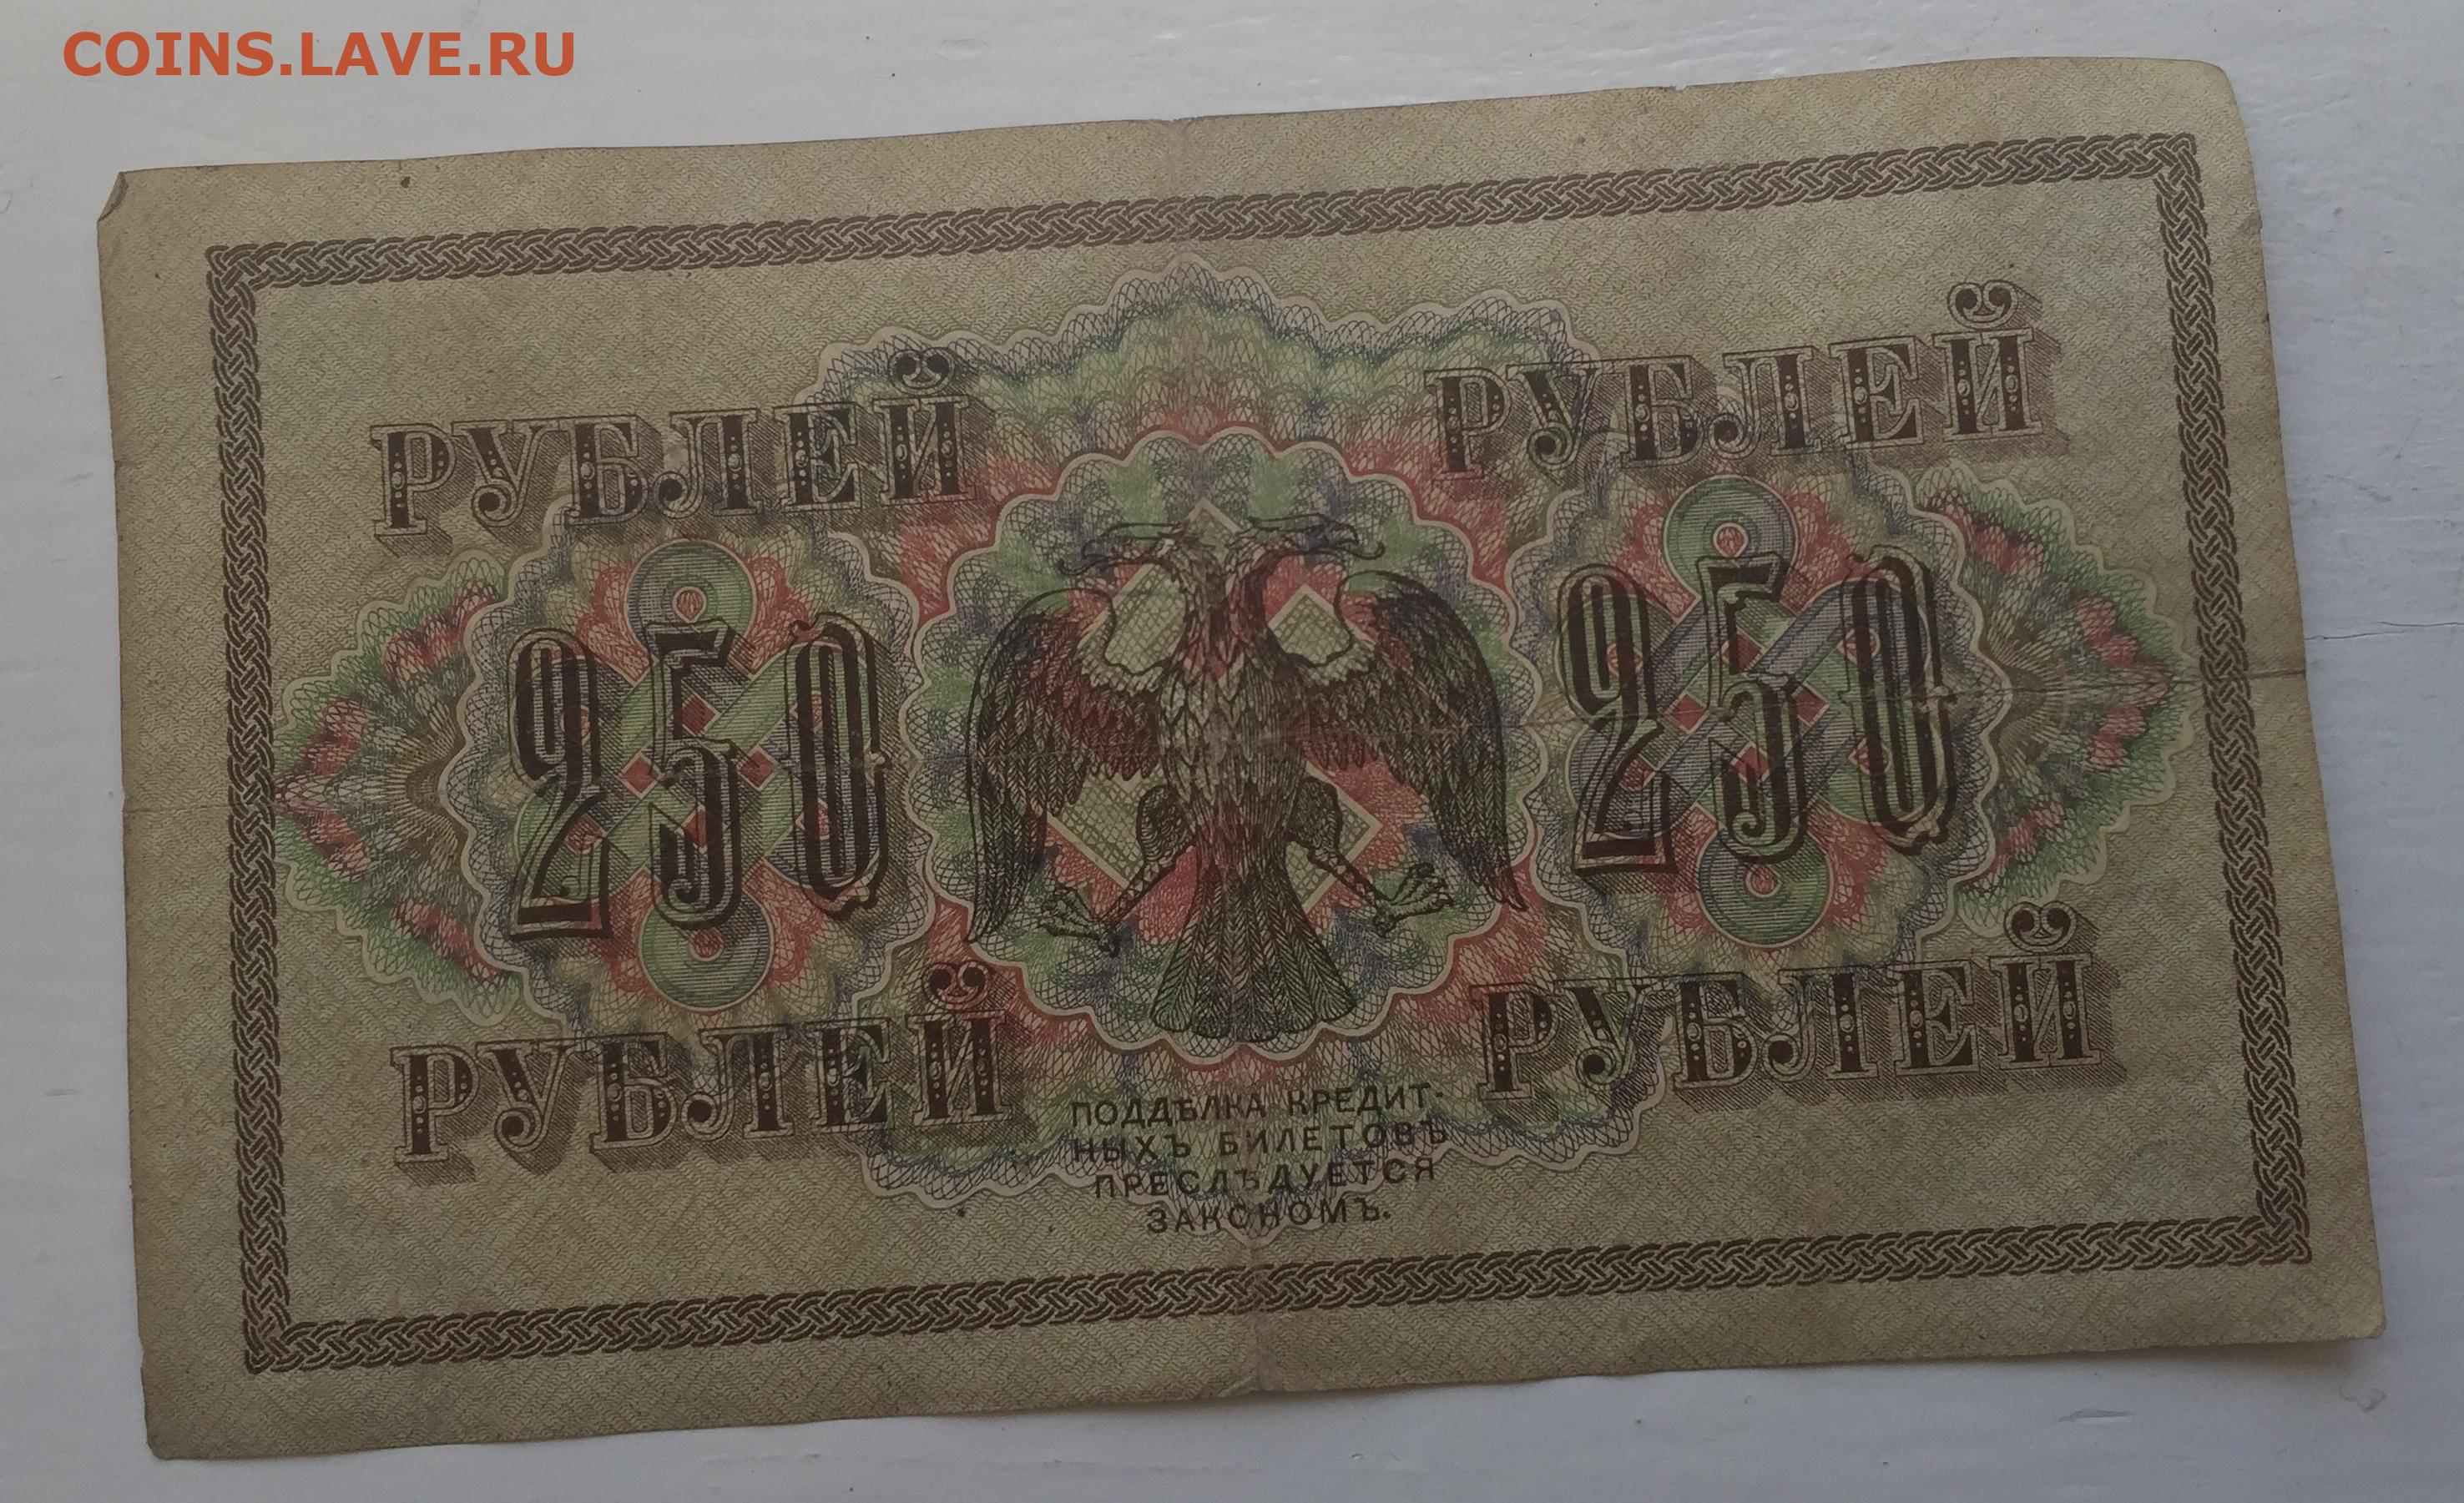 COINS.LAVE.RU
РУБЛЕЙ РУБЛЕЙ
250 250
РУБЛЕЙ РУБЛЕЙ
ПОДДѢЛКА КРЕДИТ-
НЫХЪ БИЛЕТОВЪ
ПРЕСЛѢДУЕТСЯ
ЗАКОНОМЪ.